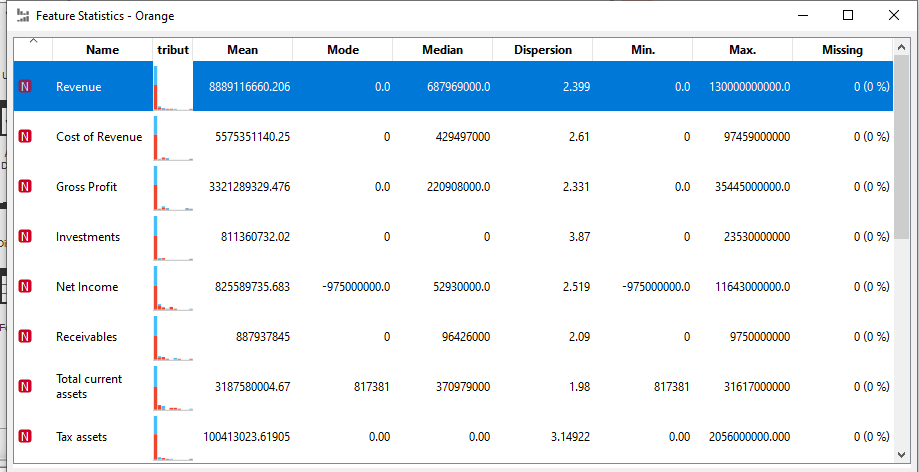 Feature Statistics - Orange
Name tribut Mean Mode Median Dispersion Min. Max. Missing
N Revenue 8889116660.206 0.0 687969000.0 2.399 0.0 130000000000.0 0 (0 %)
N Cost of Revenue 5575351140.25 0 429497000 2.61 0 97459000000 0 (0 %)
N Gross Profit 3321289329.476 0.0 220908000.0 2.331 0.0 35445000000.0 0 (0 %)
N Investments 811360732.02 0 0 3.87 0 23530000000 0 (0 %)
N Net Income 825589735.683 -975000000.0 52930000.0 2.519 -975000000.0 11643000000.0 0 (0 %)
N Receivables 887937845 0 96426000 2.09 0 9750000000 0 (0 %)
N Total current
assets 3187580004.67 817381 370979000 1.98 817381 31617000000 0 (0 %)
N Tax assets 100413023.61905 0.00 0.00 3.14922 0.00 2056000000.000 0 (0 %)